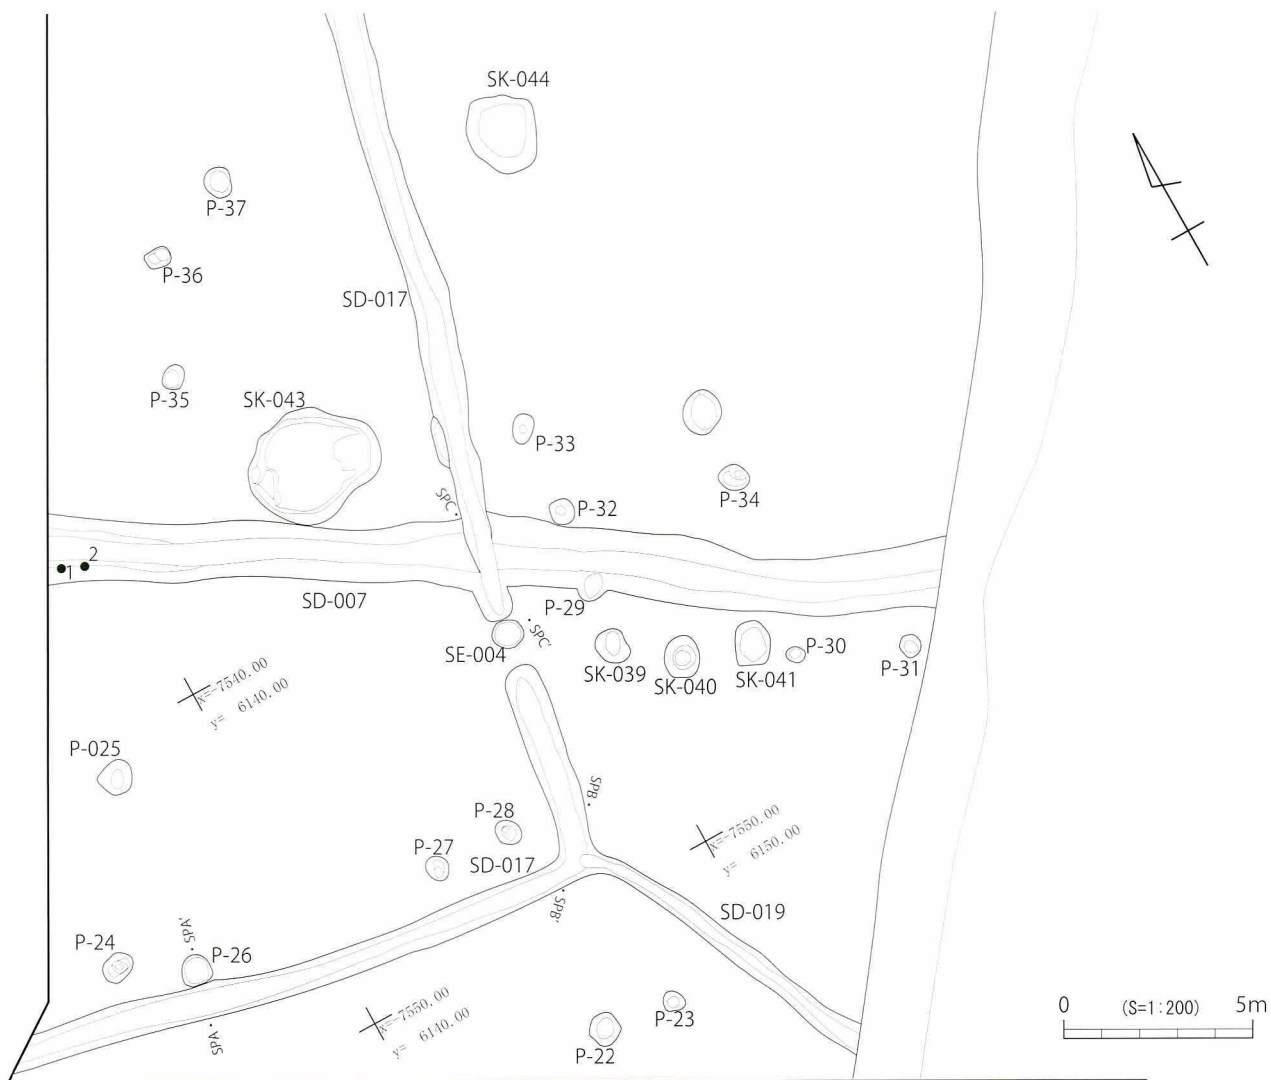 SK-044
P-37
P-36
SD-017
P-35
SK-043
P-33
P-34
SPC'
P-32
2
1
SD-007
P-29
SPC'
SE-004
SK-039
SK-040
SK-041
P-30
P-31
x=-7540.00
y= 6140.00
P-025
SPB
P-28
x=-7550.00
y= 6150.00
P-27
SD-017
SPB'
SD-019
P-24
SPA'
P-26
x=-7550.00
y= 6140.00
SPA
P-23
P-22
0 (S=1:200) 5m